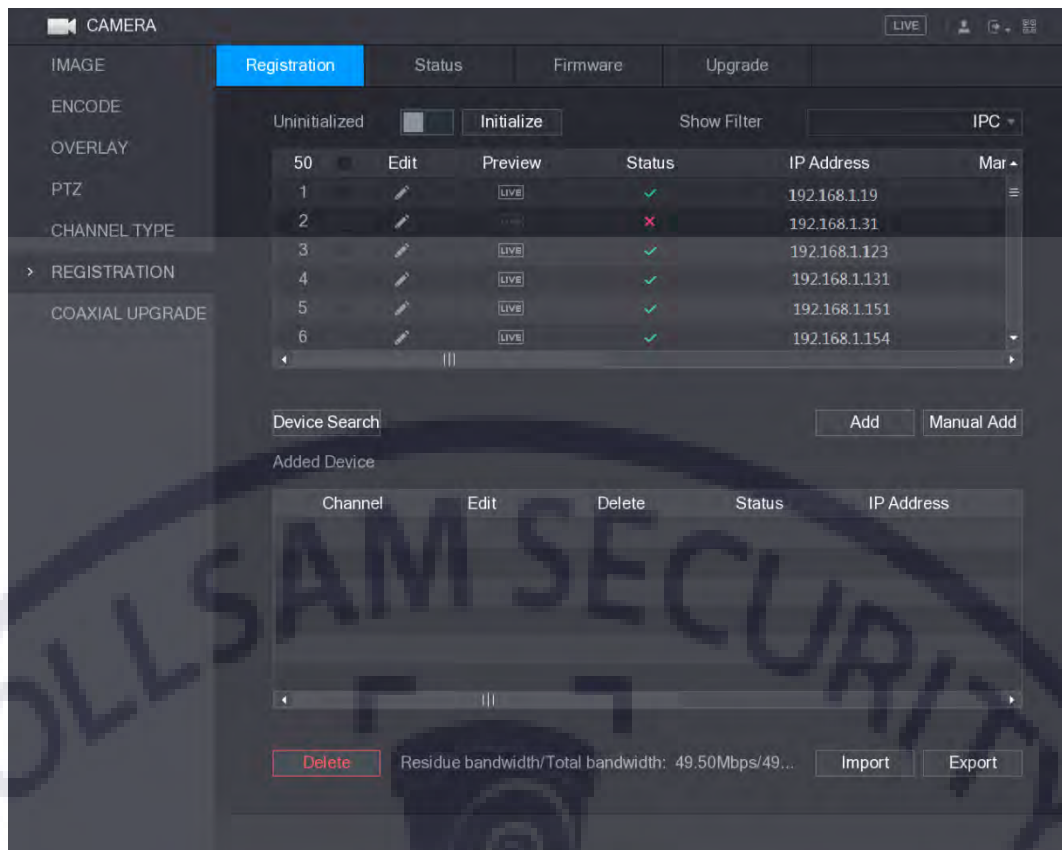 CAMERA LIVE
IMAGE
ENCODE
OVERLAY
PTZ
CHANNEL TYPE
REGISTRATION
COAXIAL UPGRADE
Registration Status Firmware Upgrade
Uninitialized Initialize Show Filter IPC
50 Edit Preview Status IP Address Mar
1 LIVE 192.168.1.19
2 192.168.1.31
3 LIVE 192.168.1.123
4 LIVE 192.168.1.131
5 LIVE 192.168.1.151
6 LIVE 192.168.1.154
Device Search Add Manual Add
Added Device
Channel Edit Delete Status IP Address
Delete Residue bandwidth/Total bandwidth: 49.50Mbps/49... Import Export
OLLSAM SECURITY